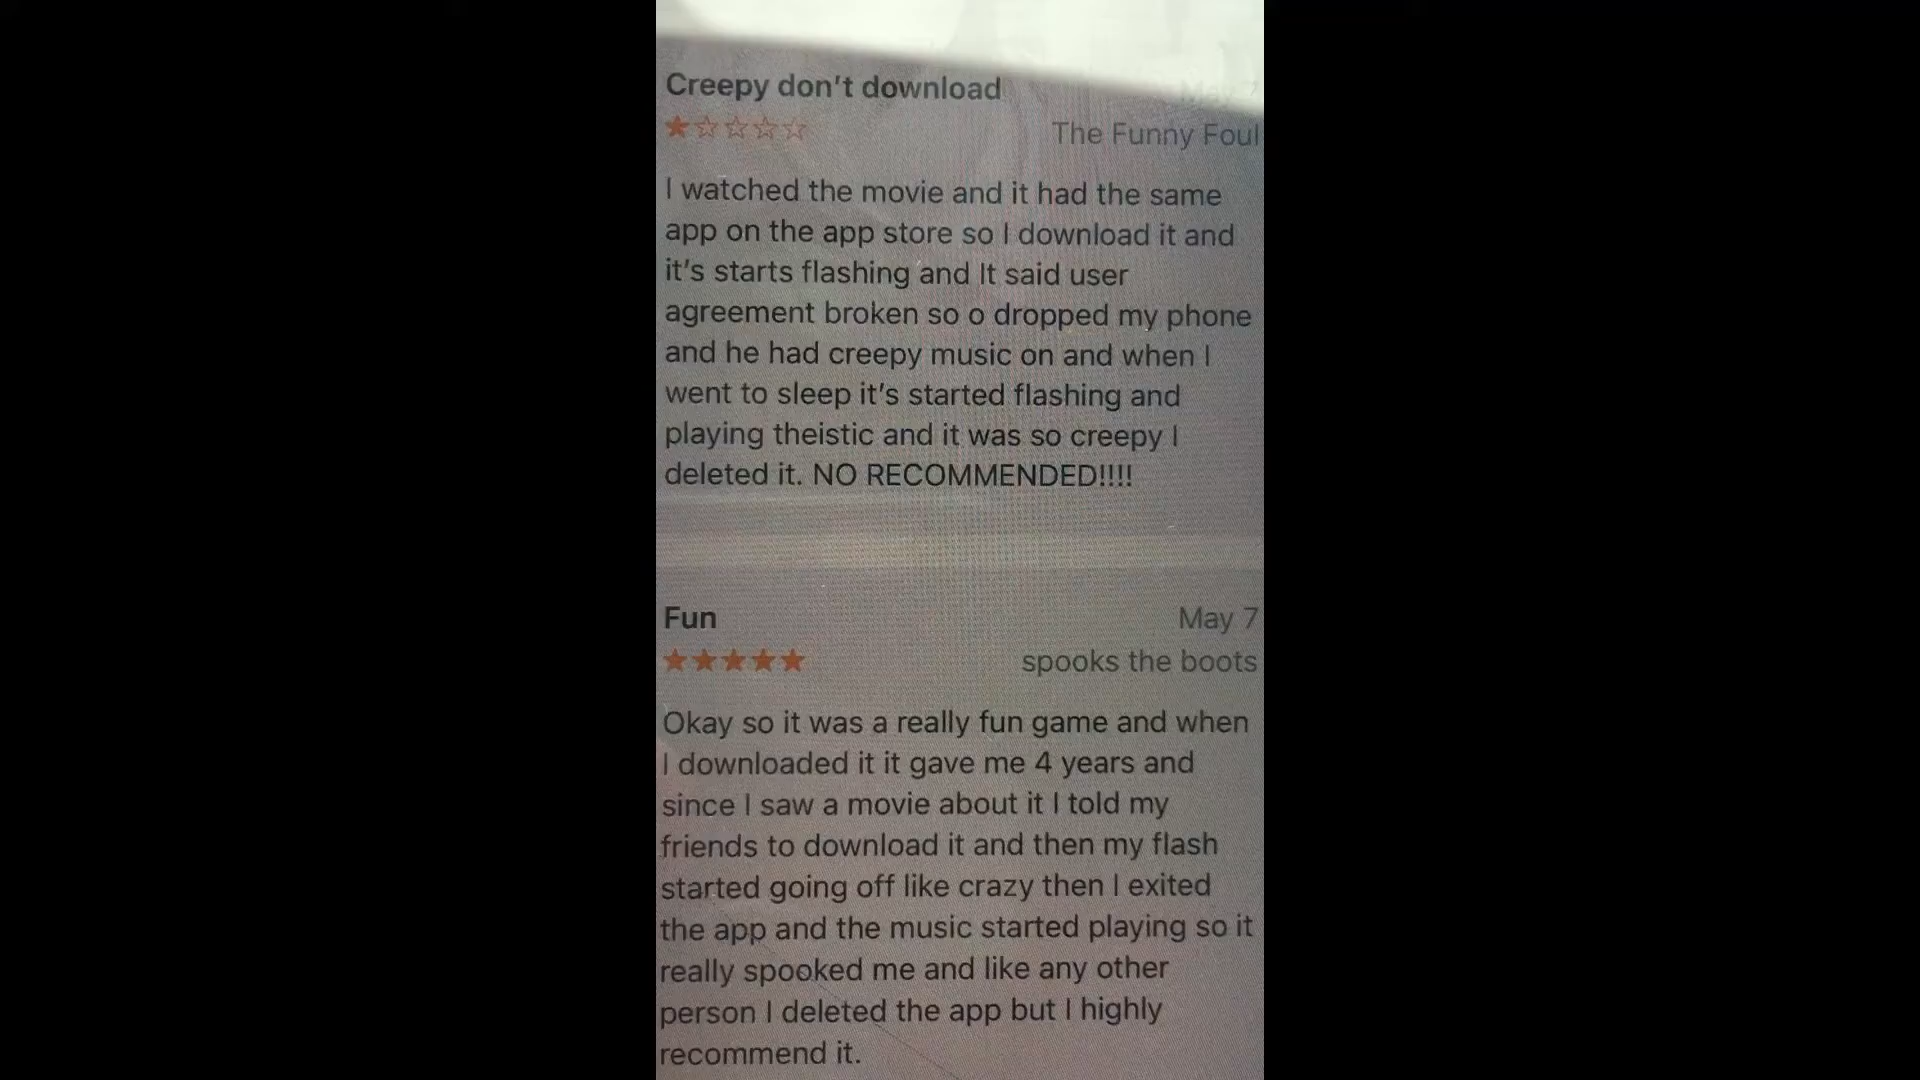 Creepy don't download
May 7
★☆☆☆☆
The Funny Foul
I watched the movie and it had the same
app on the app store so I download it and
it's starts flashing and It said user
agreement broken so o dropped my phone
and he had creepy music on and when I
went to sleep it's started flashing and
playing theistic and it was so creepy I
deleted it. NO RECOMMENDED!!!!
Fun
May 7
★★★★★
spooks the boots
Okay so it was a really fun game and when
I downloaded it it gave me 4 years and
since I saw a movie about it I told my
friends to download it and then my flash
started going off like crazy then I exited
the app and the music started playing so it
really spooked me and like any other
person I deleted the app but I highly
recommend it.